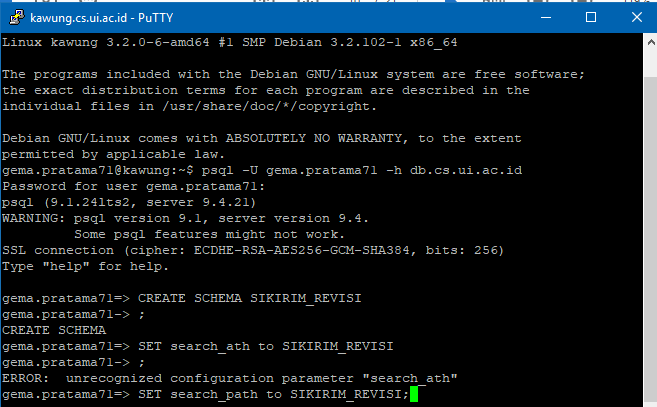 kawung.cs.ui.ac.id - PuTTY
Linux kawung 3.2.0-6-amd64 #1 SMP Debian 3.2.102-1 x86_64
The programs included with the Debian GNU/Linux system are free software;
the exact distribution terms for each program are described in the
individual files in /usr/share/doc/*/copyright.
Debian GNU/Linux comes with ABSOLUTELY NO WARRANTY, to the extent
permitted by applicable law.
gema.pratama71@kawung:~$ psql -U gema.pratama71 -h db.cs.ui.ac.id
Password for user gema.pratama71:
psql (9.1.24lts2, server 9.4.21)
WARNING: psql version 9.1, server version 9.4.
         Some psql features might not work.
SSL connection (cipher: ECDHE-RSA-AES256-GCM-SHA384, bits: 256)
Type "help" for help.
gema.pratama71=> CREATE SCHEMA SIKIRIM_REVISI
gema.pratama71-> ;
CREATE SCHEMA
gema.pratama71=> SET search_ath to SIKIRIM_REVISI
gema.pratama71-> ;
ERROR:  unrecognized configuration parameter "search_ath"
gema.pratama71=> SET search_path to SIKIRIM_REVISI;